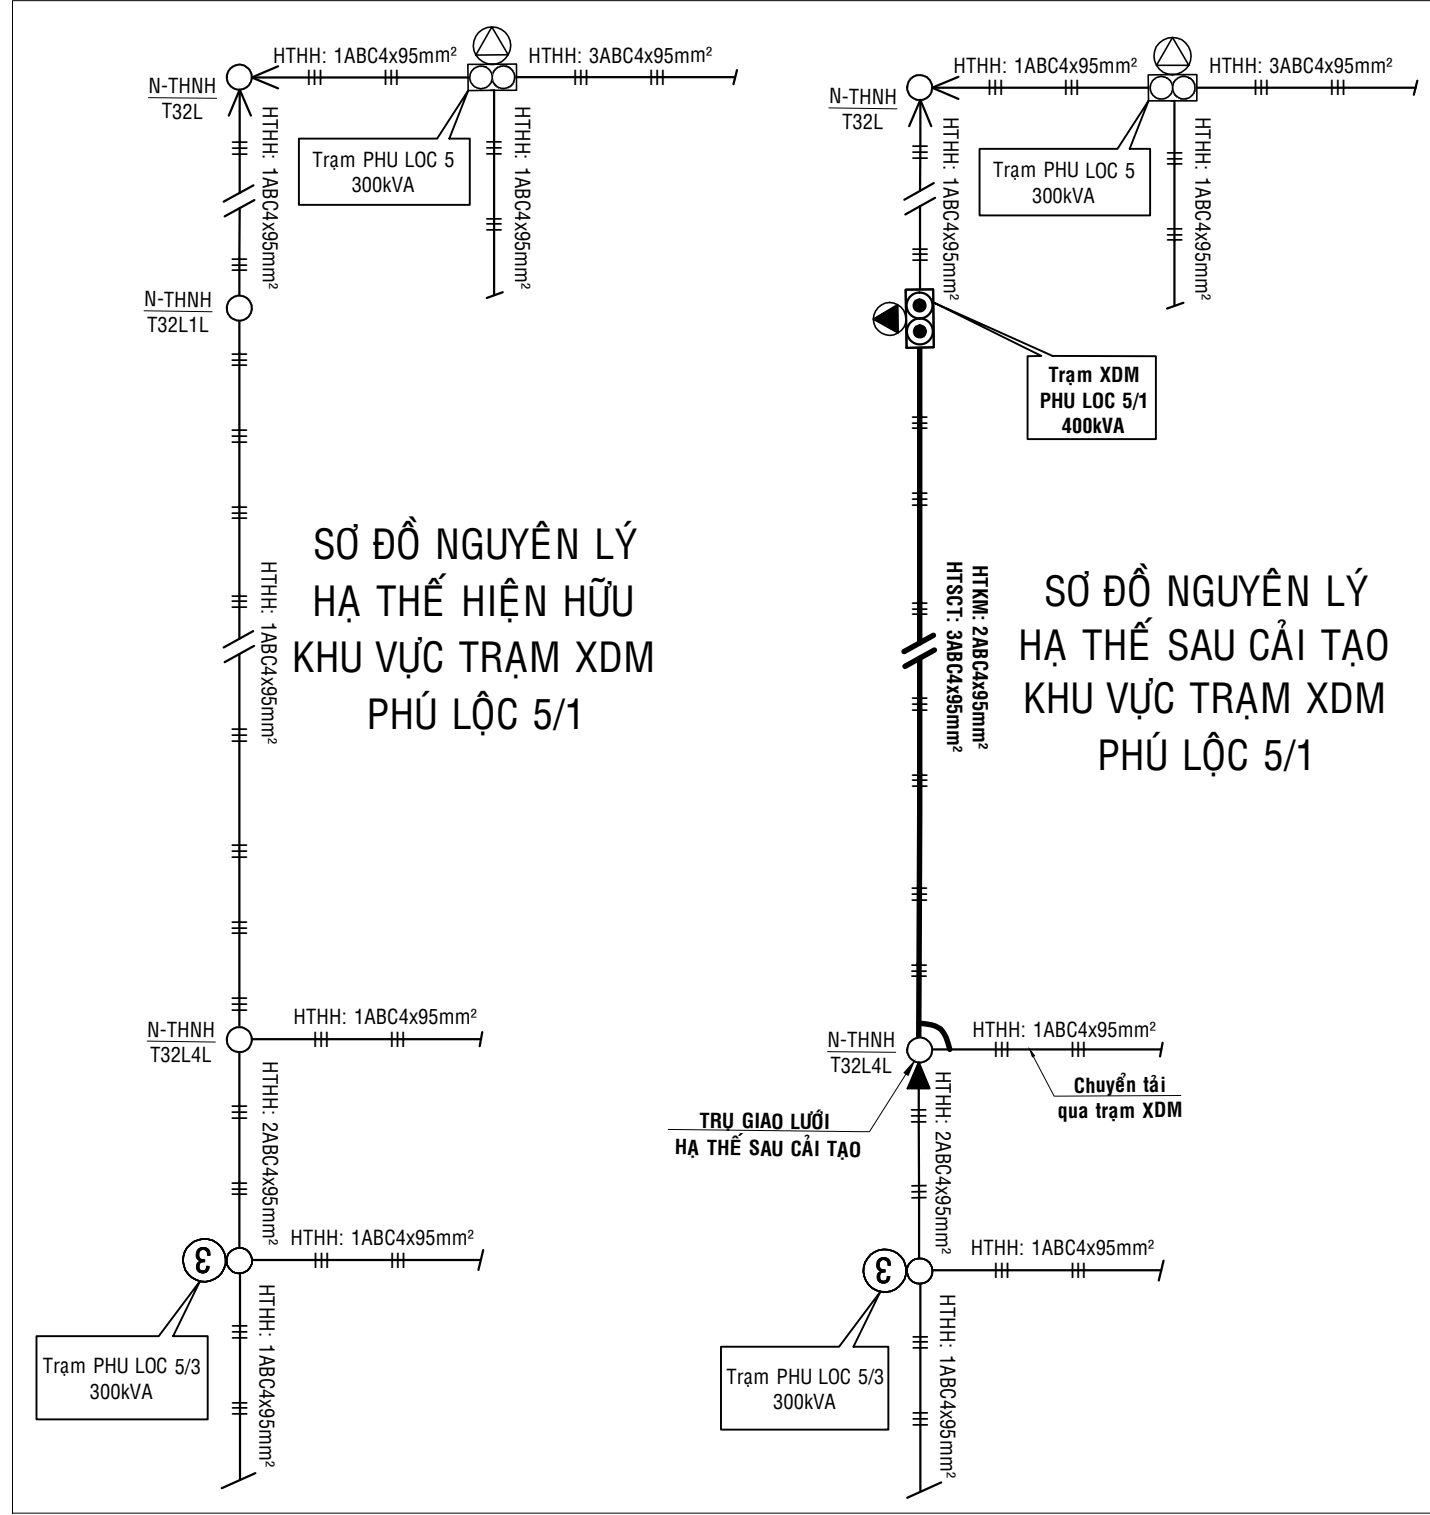 HTHH: 1ABC4x95mm²
HTHH: 3ABC4x95mm²
N-THNH
T32L
Trạm PHU LOC 5
300kVA
HTHH: 1ABC4x95mm²
HTHH: 1ABC4x95mm²
N-THNH
T32L1L
SƠ ĐỒ NGUYÊN LÝ
HẠ THẾ HIỆN HỮU
KHU VỰC TRẠM XDM
PHÚ LỘC 5/1
HTHH: 1ABC4x95mm²
N-THNH
T32L4L
HTHH: 1ABC4x95mm²
HTHH: 2ABC4x95mm²
HTHH: 1ABC4x95mm²
3
HTHH: 1ABC4x95mm²
Trạm PHU LOC 5/3
300kVA
HTHH: 1ABC4x95mm²
HTHH: 3ABC4x95mm²
N-THNH
T32L
Trạm PHU LOC 5
300kVA
HTHH: 1ABC4x95mm²
HTHH: 1ABC4x95mm²
Trạm XDM
PHU LOC 5/1
400kVA
HTKM: 2ABC4x95mm²
HTSCT: 3ABC4x95mm²
SƠ ĐỒ NGUYÊN LÝ
HẠ THẾ SAU CẢI TẠO
KHU VỰC TRẠM XDM
PHÚ LỘC 5/1
N-THNH
T32L4L
HTHH: 1ABC4x95mm²
Chuyển tải
qua trạm XDM
TRỤ GIAO LƯỚI
HẠ THẾ SAU CẢI TẠO
HTHH: 2ABC4x95mm²
HTHH: 1ABC4x95mm²
3
HTHH: 1ABC4x95mm²
Trạm PHU LOC 5/3
300kVA